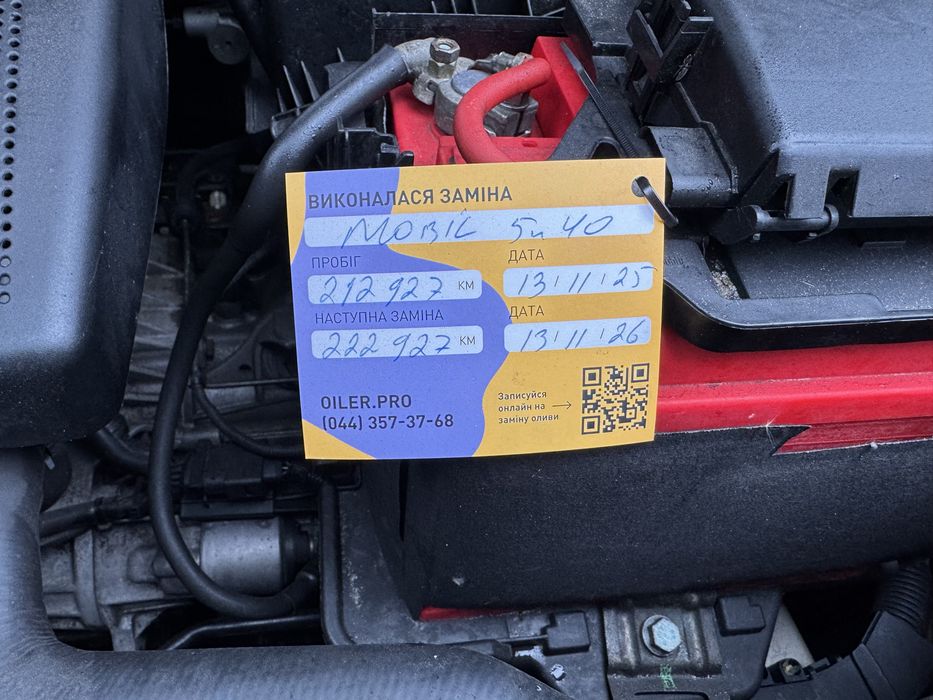 ВИКОНАЛАСЯ ЗАМІНА
МОВІС 5w40
ПРОБІГ
ДАТА
212 927 КМ
13.11.25
НАСТУПНА ЗАМІНА
ДАТА
222 927 КМ
13.11.26
OILER.PRO
(044) 357-37-68
Записуйся
онлайн на
заміну оливи